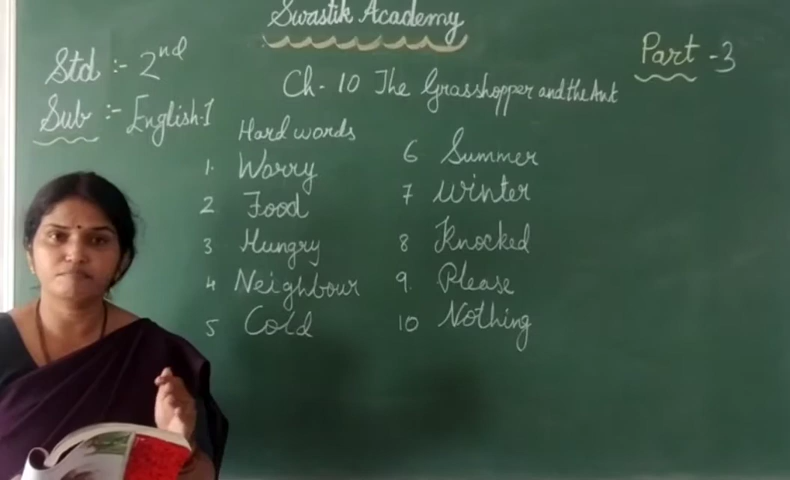 Swastik Academy
Std :- 2nd
Part - 3
Ch - 10 The Grasshopper and the Ant
Sub :- English-I
Hard words
1. Worry
2 Food
3 Hungry
4 Neighbour
5 Cold
6 Summer
7 Winter
8 Knocked
9. Please
10 Nothing